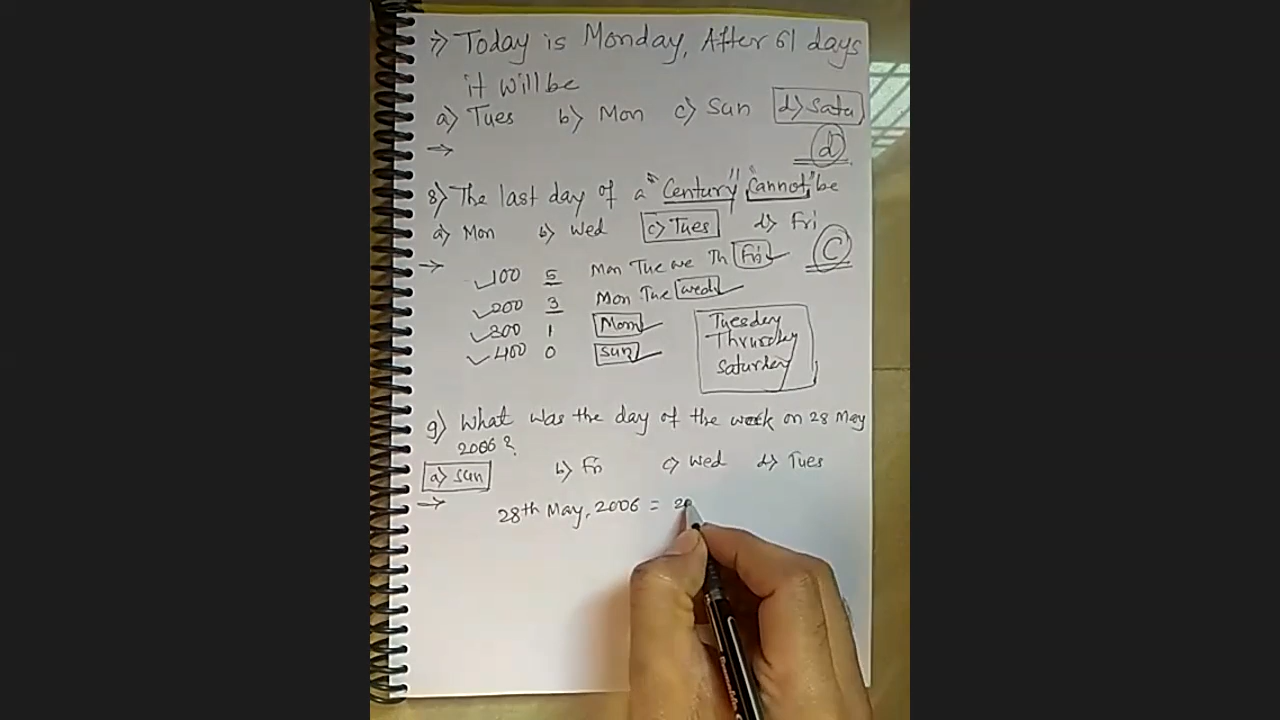 7) Today is Monday, After 61 days
it will be
a) Tues b) Mon c) Sun d) Satu
→ d
8) The last day of a "Century" "Cannot" be
a) Mon b) Wed c) Tues d) Fri
→ C
100 5 Mon Tue we Th Fri
200 3 Mon Tue wed
300 1 Mon
400 0 Sun
Tuesday
Thrusday
Saturday
9) What was the day of the week on 28 May
2006?
a) Sun b) Fri c) Wed d) Tues
→ 28th May, 2006 = 20